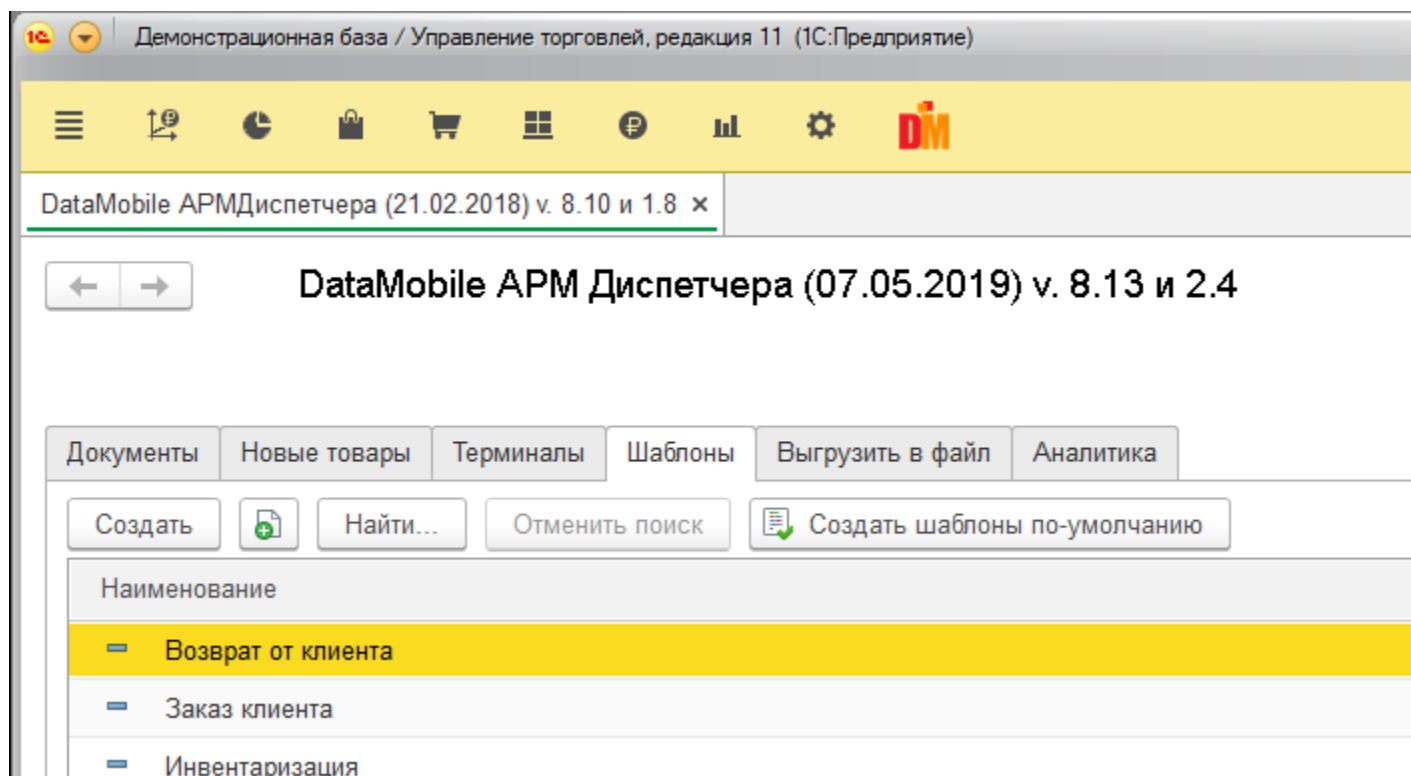 1С Демонстрационная база / Управление торговлей, редакция 11 (1С:Предприятие)
DM
DataMobile АРМДиспетчера (21.02.2018) v. 8.10 и 1.8 ×
DataMobile АРМ Диспетчера (07.05.2019) v. 8.13 и 2.4
Документы Новые товары Терминалы Шаблоны Выгрузить в файл Аналитика
Создать Найти... Отменить поиск Создать шаблоны по-умолчанию
Наименование
Возврат от клиента
Заказ клиента
Инвентаризация